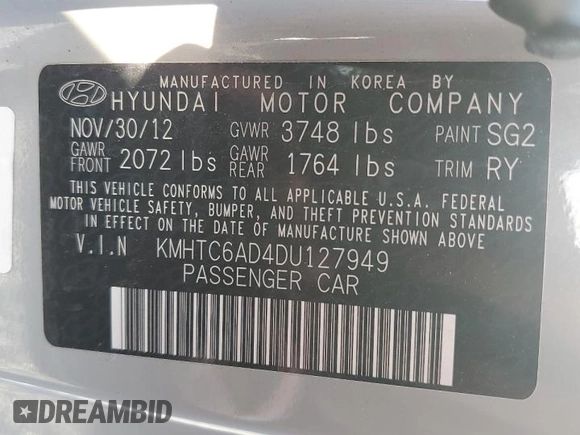 MANUFACTURED IN KOREA BY
HYUNDAI MOTOR COMPANY
NOV/30/12 GVWR 3748 lbs PAINT SG2
GAWR FRONT 2072 lbs GAWR REAR 1764 lbs TRIM RY
THIS VEHICLE CONFORMS TO ALL APPLICABLE U.S.A. FEDERAL
MOTOR VEHICLE SAFETY, BUMPER, AND THEFT PREVENTION STANDARDS
IN EFFECT ON THE DATE OF MANUFACTURE SHOWN ABOVE
V.I.N KMHTC6AD4DU127949
PASSENGER CAR
DREAMBID